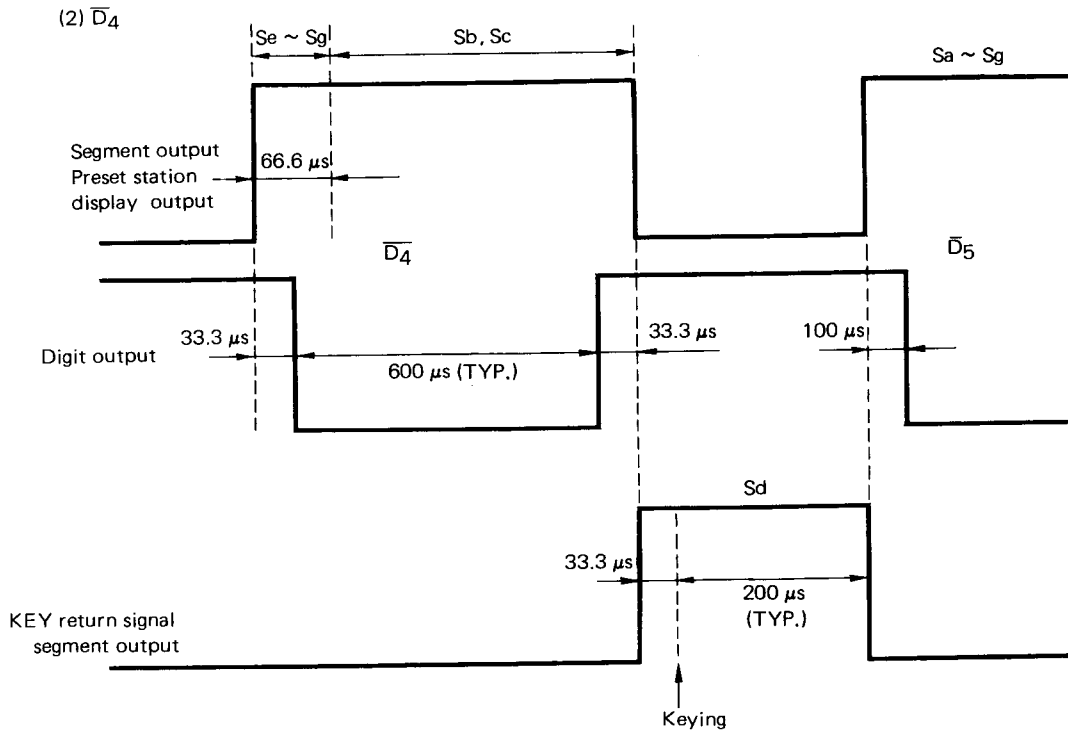 (2) D̅4
Se ~ Sg
Sb, Sc
Sa ~ Sg
Segment output
Preset station
display output
66.6 μs
D̅4
D̅5
Digit output
33.3 μs
600 μs (TYP.)
33.3 μs
100 μs
Sd
33.3 μs
200 μs
(TYP.)
KEY return signal
segment output
Keying